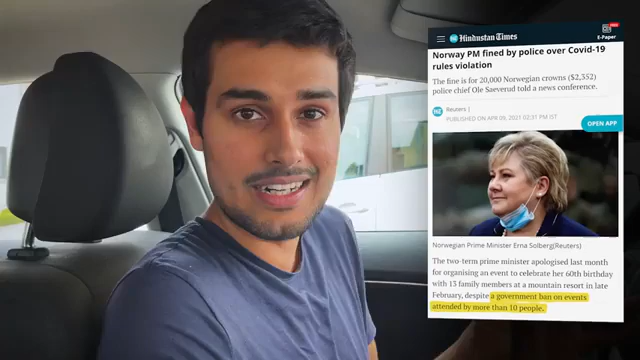 Hindustan Times
E-Paper
Norway PM fined by police over Covid-19
rules violation
The fine is for 20,000 Norwegian crowns ($2,352)
police chief Ole Saeverud told a news conference.
Reuters |
PUBLISHED ON APR 09, 2021 02:31 PM IST
OPEN APP
Norwegian Prime Minister Erna Solberg(Reuters)
The two-term prime minister apologised last month
for organising an event to celebrate her 60th birthday
with 13 family members at a mountain resort in late
February, despite a government ban on events
attended by more than 10 people.